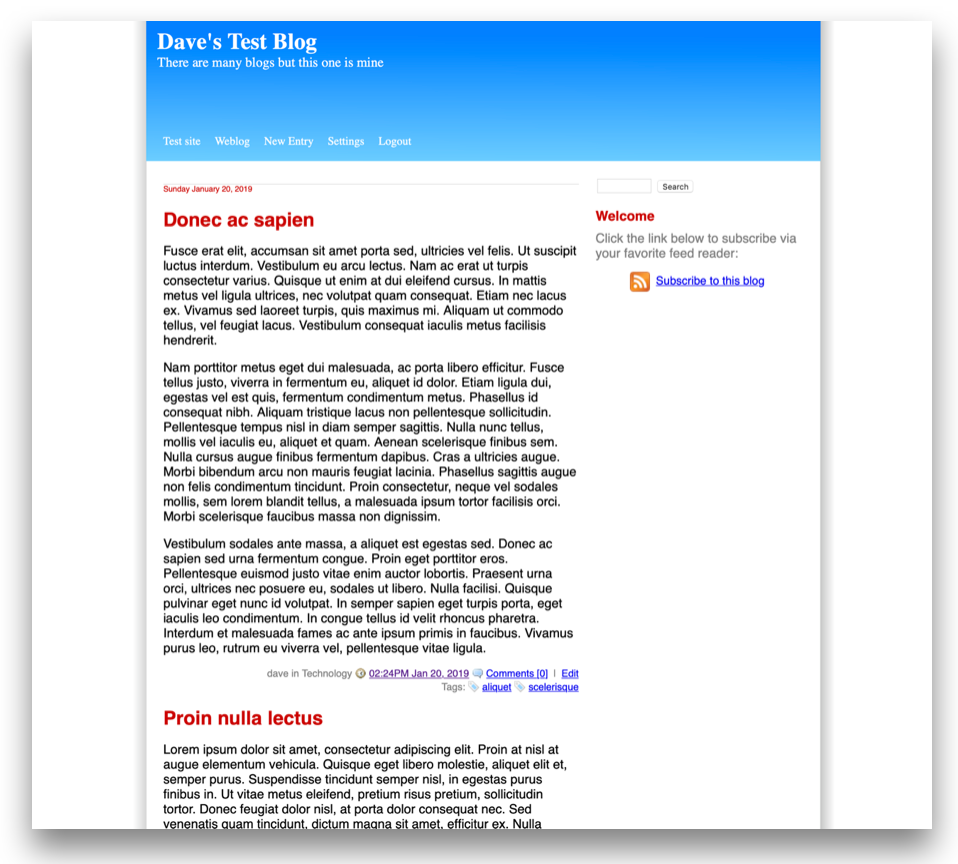 Dave's Test Blog
There are many blogs but this one is mine
Test site Weblog New Entry Settings Logout
Sunday January 20, 2019
Donec ac sapien
Fusce erat elit, accumsan sit amet porta sed, ultricies vel felis. Ut suscipit
luctus interdum. Vestibulum eu arcu lectus. Nam ac erat ut turpis
consectetur varius. Quisque ut enim at dui eleifend cursus. In mattis
metus vel ligula ultrices, nec volutpat quam consequat. Etiam nec lacus
ex. Vivamus sed laoreet turpis, quis maximus mi. Aliquam ut commodo
tellus, vel feugiat lacus. Vestibulum consequat iaculis metus facilisis
hendrerit.
Nam porttitor metus eget dui malesuada, ac porta libero efficitur. Fusce
tellus justo, viverra in fermentum eu, aliquet id dolor. Etiam ligula dui,
egestas vel est quis, fermentum condimentum metus. Phasellus id
consequat nibh. Aliquam tristique lacus non pellentesque sollicitudin.
Pellentesque tempus nisl in diam semper sagittis. Nulla nunc tellus,
mollis vel iaculis eu, aliquet et quam. Aenean scelerisque finibus sem.
Nulla cursus augue finibus fermentum dapibus. Cras a ultricies augue.
Morbi bibendum arcu non mauris feugiat lacinia. Phasellus sagittis augue
non felis condimentum tincidunt. Proin consectetur, neque vel sodales
mollis, sem lorem blandit tellus, a malesuada ipsum tortor facilisis orci.
Morbi scelerisque faucibus massa non dignissim.
Vestibulum sodales ante massa, a aliquet est egestas sed. Donec ac
sapien sed urna fermentum congue. Proin eget porttitor eros.
Pellentesque euismod justo vitae enim auctor lobortis. Praesent urna
orci, ultrices nec posuere eu, sodales ut libero. Nulla facilisi. Quisque
pulvinar eget nunc id volutpat. In semper sapien eget turpis porta, eget
iaculis leo condimentum. In congue tellus id velit rhoncus pharetra.
Interdum et malesuada fames ac ante ipsum primis in faucibus. Vivamus
purus leo, rutrum eu viverra vel, pellentesque vitae ligula.
dave in Technology 02:24PM Jan 20, 2019 Comments [0] | Edit
Tags: aliquet scelerisque
Proin nulla lectus
Lorem ipsum dolor sit amet, consectetur adipiscing elit. Proin at nisl at
augue elementum vehicula. Quisque eget libero molestie, aliquet elit et,
semper purus. Suspendisse tincidunt semper nisl, in egestas purus
finibus in. Ut vitae metus eleifend, pretium risus pretium, sollicitudin
tortor. Donec feugiat dolor nisl, at porta dolor consequat nec. Sed
venenatis quam tincidunt, dictum magna sit amet, efficitur ex. Nulla
Search
Welcome
Click the link below to subscribe via
your favorite feed reader:
Subscribe to this blog